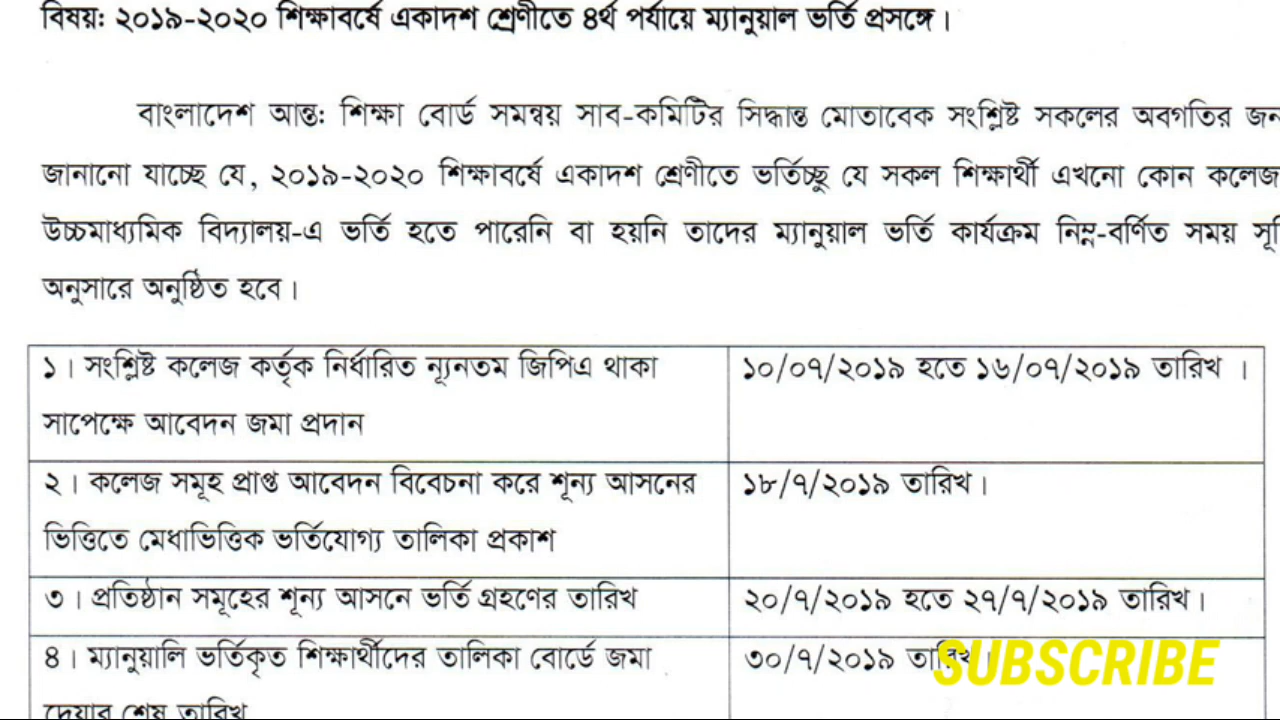 বিষয়: ২০১৯-২০২০ শিক্ষাবর্ষে একাদশ শ্রেণীতে ৪র্থ পর্যায়ে ম্যানুয়াল ভর্তি প্রসঙ্গে।
বাংলাদেশ আন্ত: শিক্ষা বোর্ড সমন্বয় সাব-কমিটির সিদ্ধান্ত মোতাবেক সংশ্লিষ্ট সকলের অবগতির
জানানো যাচ্ছে যে, ২০১৯-২০২০ শিক্ষাবর্ষে একাদশ শ্রেণীতে ভর্তিচ্ছু যে সকল শিক্ষার্থী এখনো কোন কলেজ
উচ্চমাধ্যমিক বিদ্যালয়-এ ভর্তি হতে পারেনি বা হয়নি তাদের ম্যানুয়াল ভর্তি কার্যক্রম নিম্ন-বর্ণিত সময়
অনুসারে অনুষ্ঠিত হবে।
১। সংশ্লিষ্ট কলেজ কর্তৃক নির্ধারিত ন্যূনতম জিপিএ থাকা
সাপেক্ষে আবেদন জমা প্রদান
১০/০৭/২০১৯ হতে ১৬/০৭/২০১৯ তারিখ ।
২। কলেজ সমূহ প্রাপ্ত আবেদন বিবেচনা করে শূন্য আসনের
ভিত্তিতে মেধাভিত্তিক ভর্তিযোগ্য তালিকা প্রকাশ
১৮/৭/২০১৯ তারিখ।
৩। প্রতিষ্ঠান সমূহের শূন্য আসনে ভর্তি গ্রহণের তারিখ
২০/৭/২০১৯ হতে ২৭/৭/২০১৯ তারিখ।
৪। ম্যানুয়ালি ভর্তিকৃত শিক্ষার্থীদের তালিকা বোর্ডে জমা
দেয়ার শেষ তারিখ
৩০/৭/২০১৯ তারিখ।
SUBSCRIBE